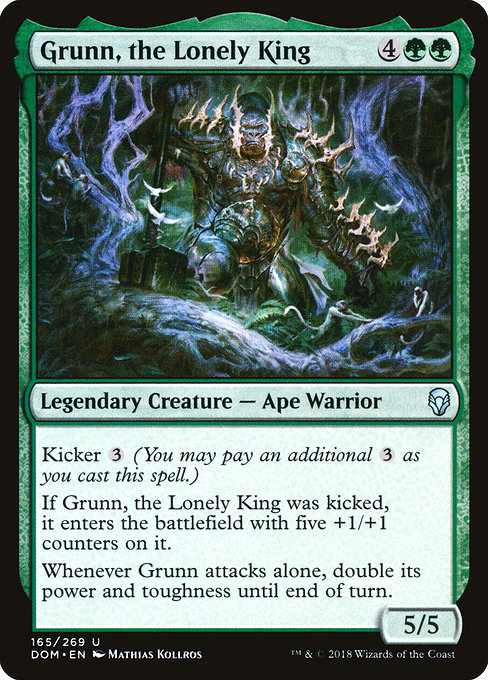 Grunn, the Lonely King 4
Legendary Creature — Ape Warrior
Kicker 3 (You may pay an additional 3 as
you cast this spell.)
If Grunn, the Lonely King was kicked,
it enters the battlefield with five +1/+1
counters on it.
Whenever Grunn attacks alone, double its
power and toughness until end of turn.
5/5
165/269 U
DOM • EN Mathias Kollros
™ & © 2018 Wizards of the Coast